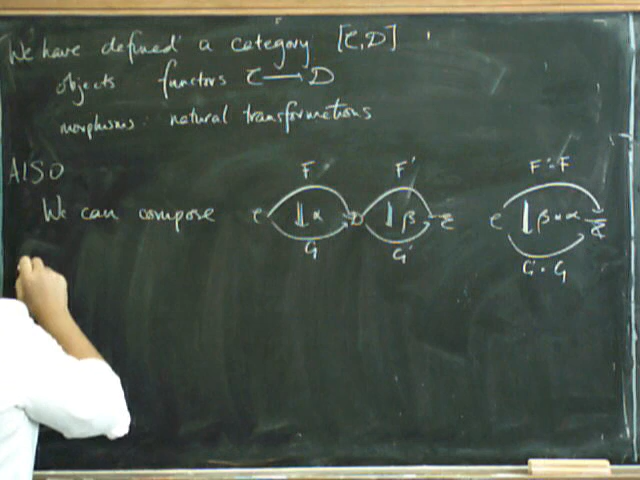 We have defined a category [C,D]
objects functors C → D
morphisms: natural transformations
ALSO
F F' F'∘F
We can compose C ⇓α D ⇓β E C ⇓β*α E
G G' G'∘G